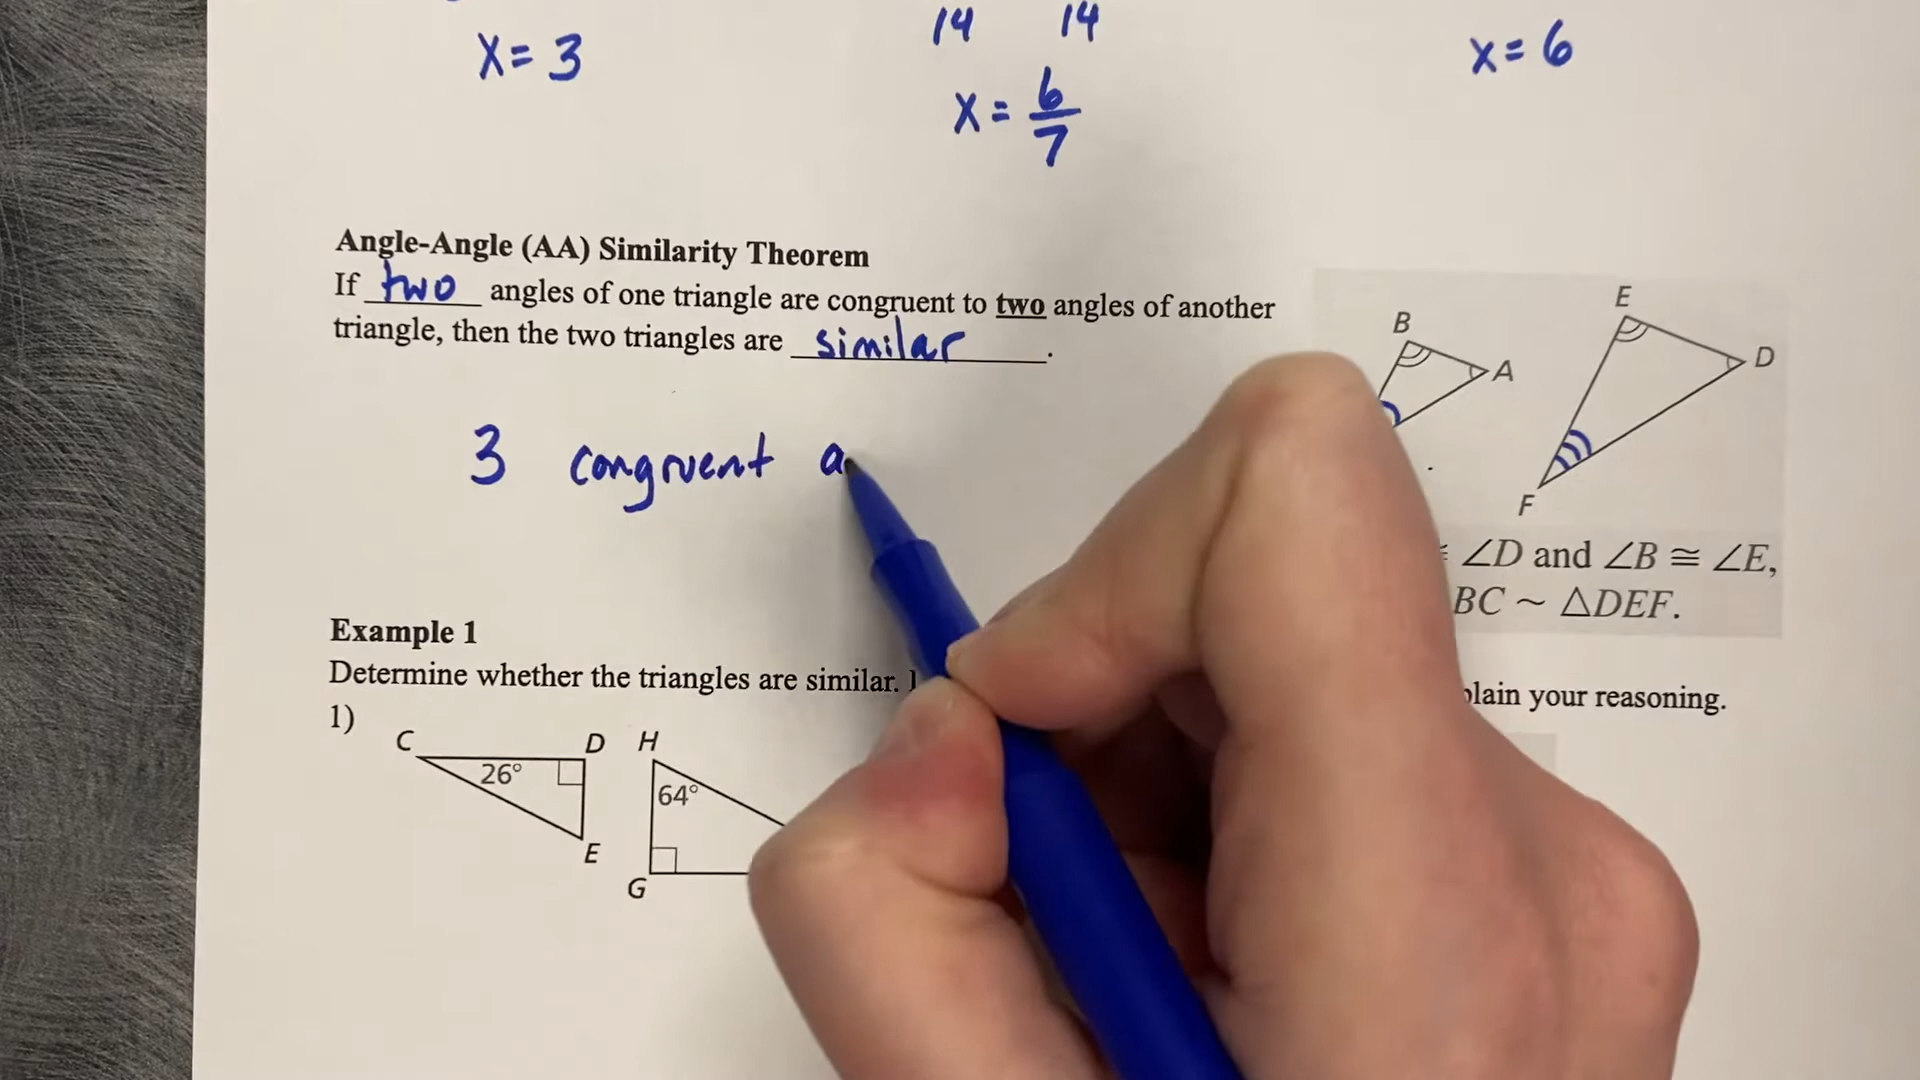 x = 3
14 14
x = 6/7
x = 6
Angle-Angle (AA) Similarity Theorem
If two angles of one triangle are congruent to two angles of another
triangle, then the two triangles are similar.
B
A
E
D
F
3 congruent a
∠D and ∠B ≅ ∠E,
BC ~ △DEF.
Example 1
Determine whether the triangles are similar.
plain your reasoning.
1)
C
D
26°
E
H
64°
G